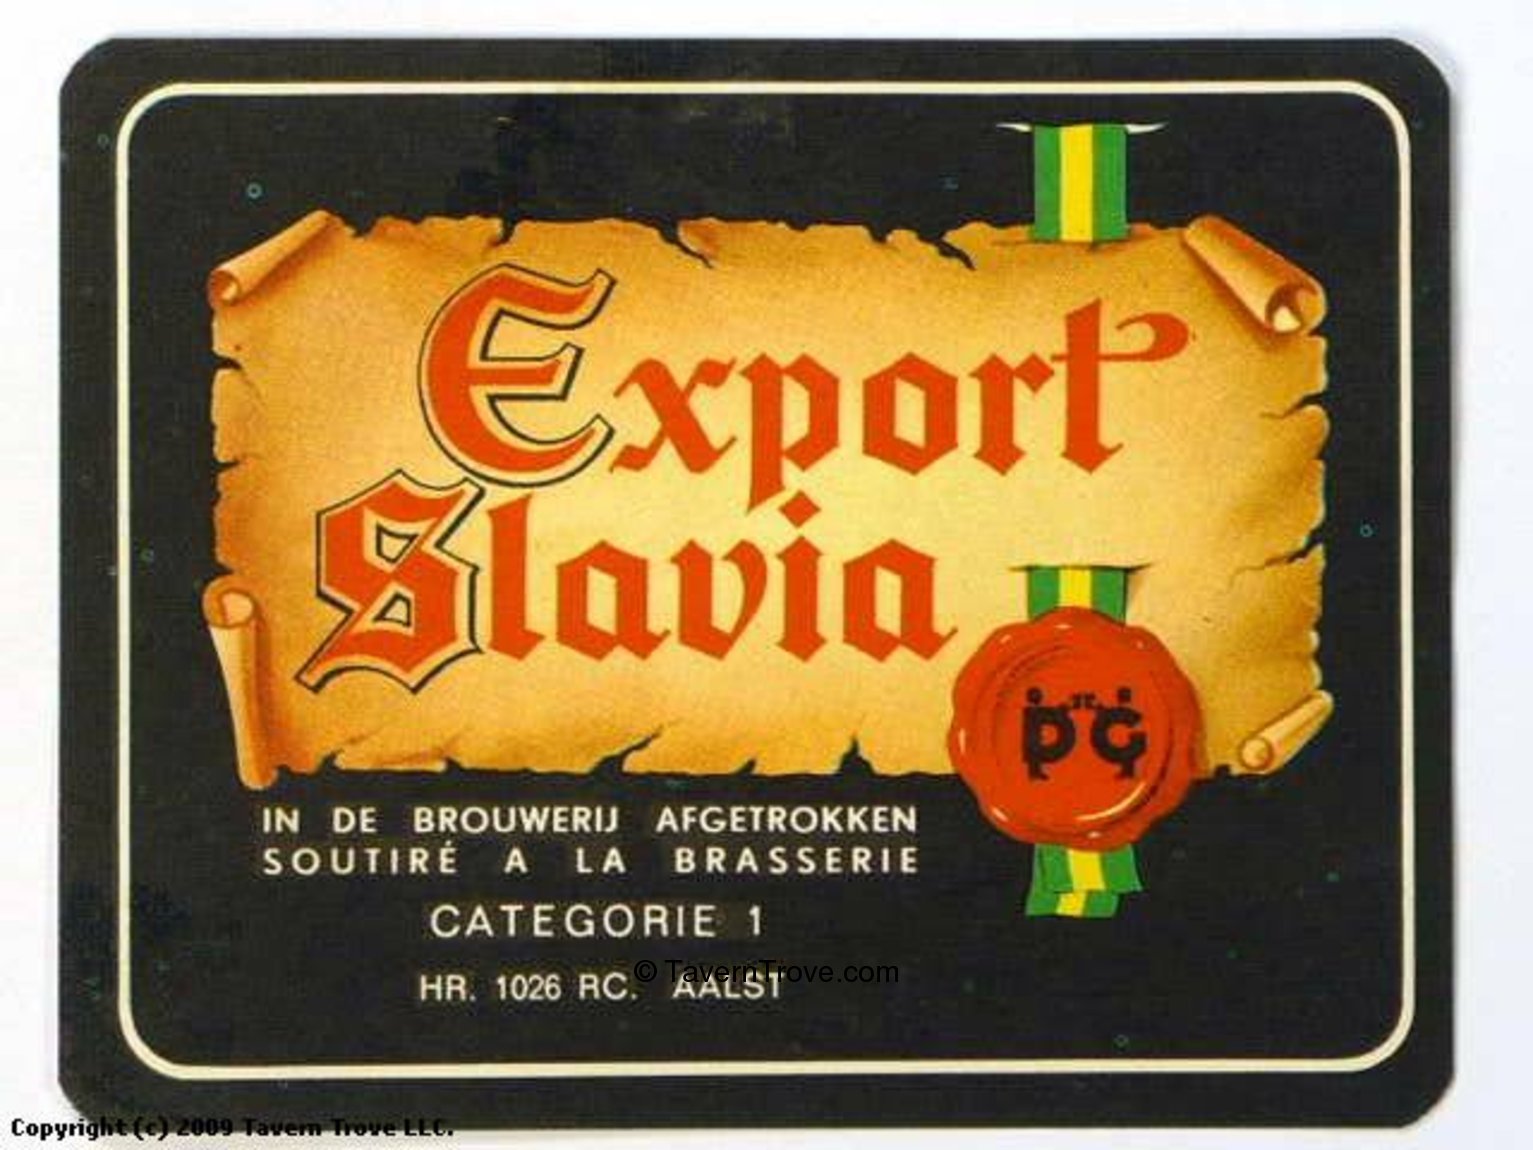 Export
Slavia
ST.
P G
IN DE BROUWERIJ AFGETROKKEN
SOUTIRÉ A LA BRASSERIE
CATEGORIE 1
HR. 1026 RC. AALST
© TavernTrove.com
Copyright (c) 2009 Tavern Trove LLC.